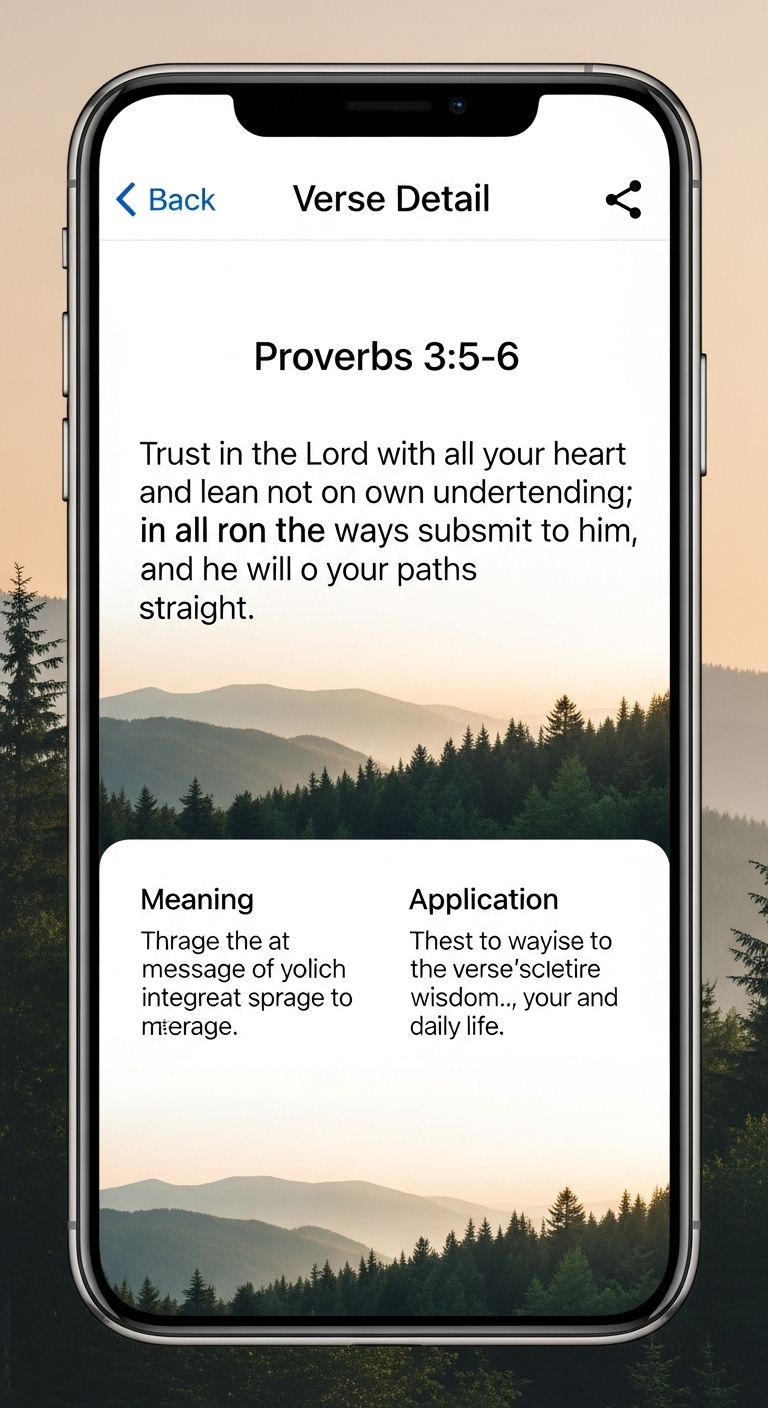 Back
Verse Detail
Proverbs 3:5-6
Trust in the Lord with all your heart
and lean not on own undertending;
in all ron the ways subsmit to him,
and he will o your paths
straight.
Meaning
Thrage the at
message of yolich
integreat sprage to
Application
Thest to wayise to
the verse'scletire
wisdom.., your and
daily life.